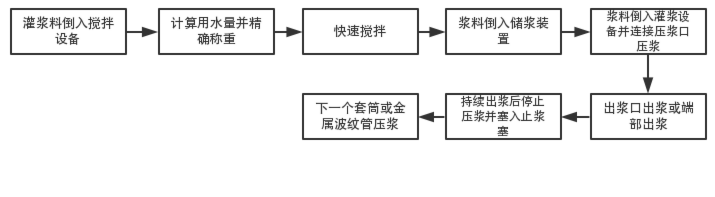 灌浆料倒入搅拌
设备
计算用水量并精
确称重
快速搅拌
浆料倒入储浆装
置
浆料倒入灌浆设
备并连接压浆口
压浆
出浆口出浆或端
部出浆
持续出浆后停止
压浆并塞入止浆
塞
下一个套筒或金
属波纹管压浆